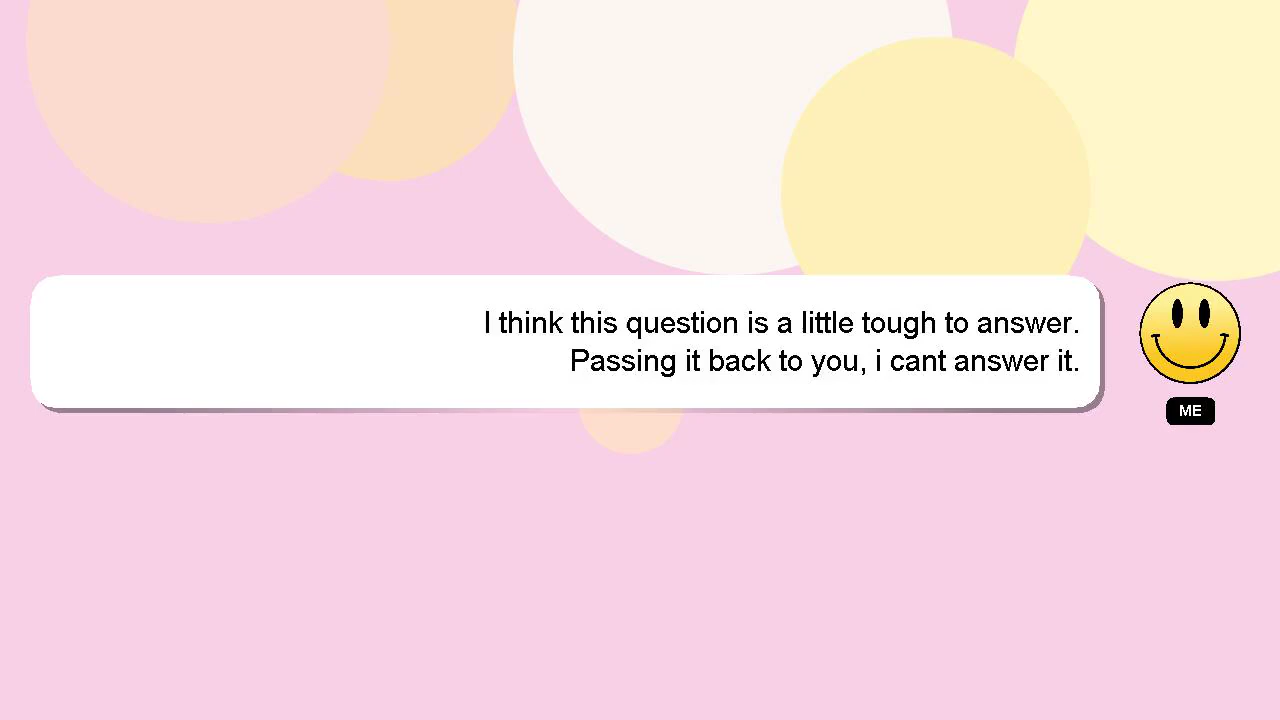 I think this question is a little tough to answer.
Passing it back to you, i cant answer it.
ME